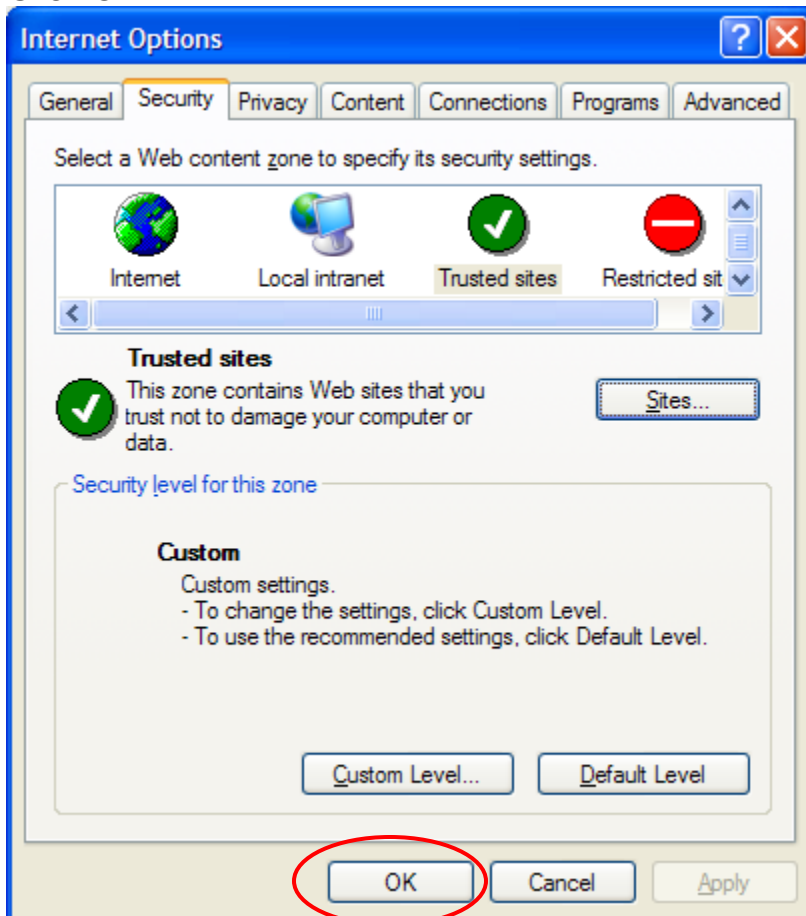 Internet Options
General Security Privacy Content Connections Programs Advanced
Select a Web content zone to specify its security settings.
Internet Local intranet Trusted sites Restricted sit
Trusted sites
This zone contains Web sites that you
trust not to damage your computer or
data.
Sites...
Security level for this zone
Custom
Custom settings.
- To change the settings, click Custom Level.
- To use the recommended settings, click Default Level.
Custom Level... Default Level
OK Cancel Apply